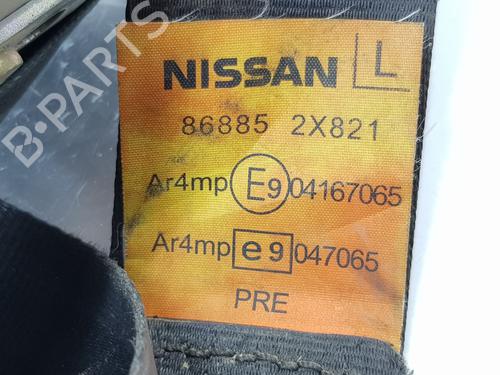 B-PARTS
NISSAN L
86885 2X821
Ar4mp E9 04167065
Ar4mp e9 047065
PRE